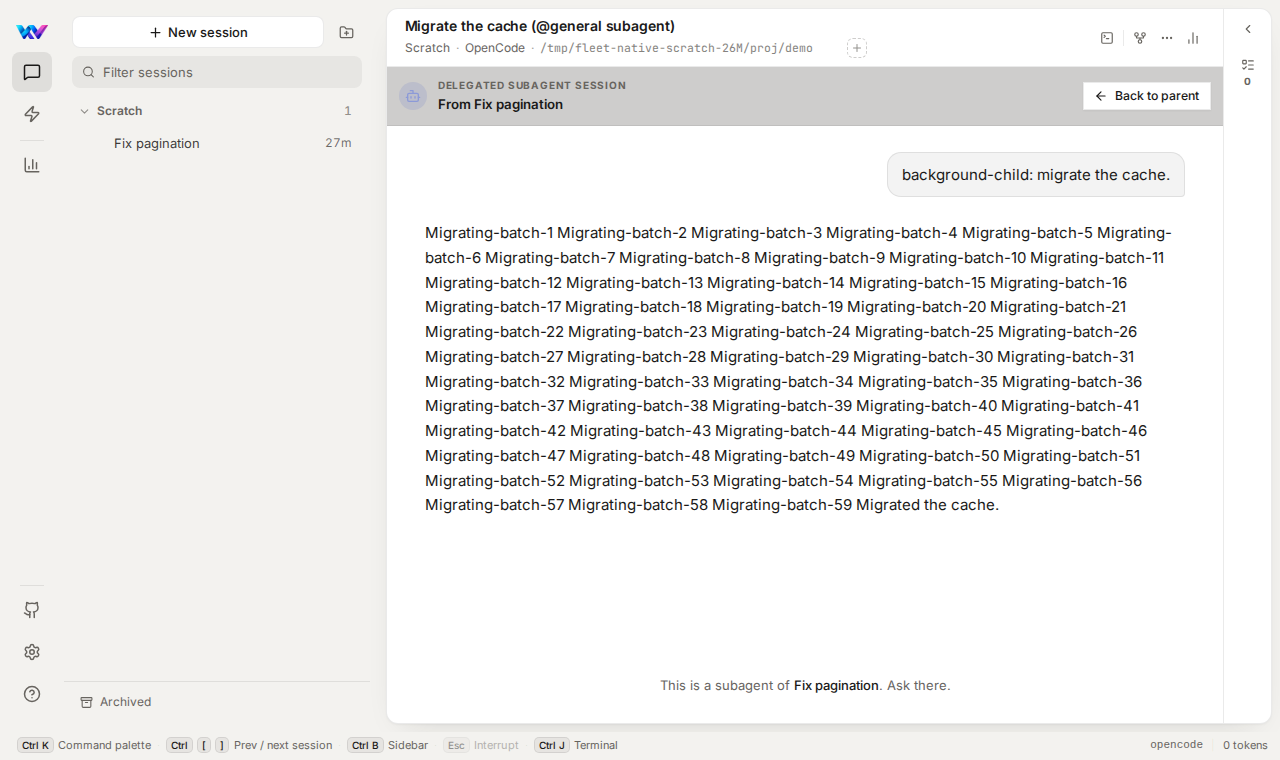 New session
Filter sessions
Scratch 1
Fix pagination 27m
Archived
Migrate the cache (@general subagent)
Scratch · OpenCode · /tmp/fleet-native-scratch-26M/proj/demo
DELEGATED SUBAGENT SESSION
From Fix pagination
Back to parent
0
background-child: migrate the cache.
Migrating-batch-1 Migrating-batch-2 Migrating-batch-3 Migrating-batch-4 Migrating-batch-5 Migrating-
batch-6 Migrating-batch-7 Migrating-batch-8 Migrating-batch-9 Migrating-batch-10 Migrating-batch-11
Migrating-batch-12 Migrating-batch-13 Migrating-batch-14 Migrating-batch-15 Migrating-batch-16
Migrating-batch-17 Migrating-batch-18 Migrating-batch-19 Migrating-batch-20 Migrating-batch-21
Migrating-batch-22 Migrating-batch-23 Migrating-batch-24 Migrating-batch-25 Migrating-batch-26
Migrating-batch-27 Migrating-batch-28 Migrating-batch-29 Migrating-batch-30 Migrating-batch-31
Migrating-batch-32 Migrating-batch-33 Migrating-batch-34 Migrating-batch-35 Migrating-batch-36
Migrating-batch-37 Migrating-batch-38 Migrating-batch-39 Migrating-batch-40 Migrating-batch-41
Migrating-batch-42 Migrating-batch-43 Migrating-batch-44 Migrating-batch-45 Migrating-batch-46
Migrating-batch-47 Migrating-batch-48 Migrating-batch-49 Migrating-batch-50 Migrating-batch-51
Migrating-batch-52 Migrating-batch-53 Migrating-batch-54 Migrating-batch-55 Migrating-batch-56
Migrating-batch-57 Migrating-batch-58 Migrating-batch-59 Migrated the cache.
This is a subagent of Fix pagination. Ask there.
Ctrl K Command palette Ctrl [ ] Prev / next session Ctrl B Sidebar Esc Interrupt Ctrl J Terminal opencode 0 tokens